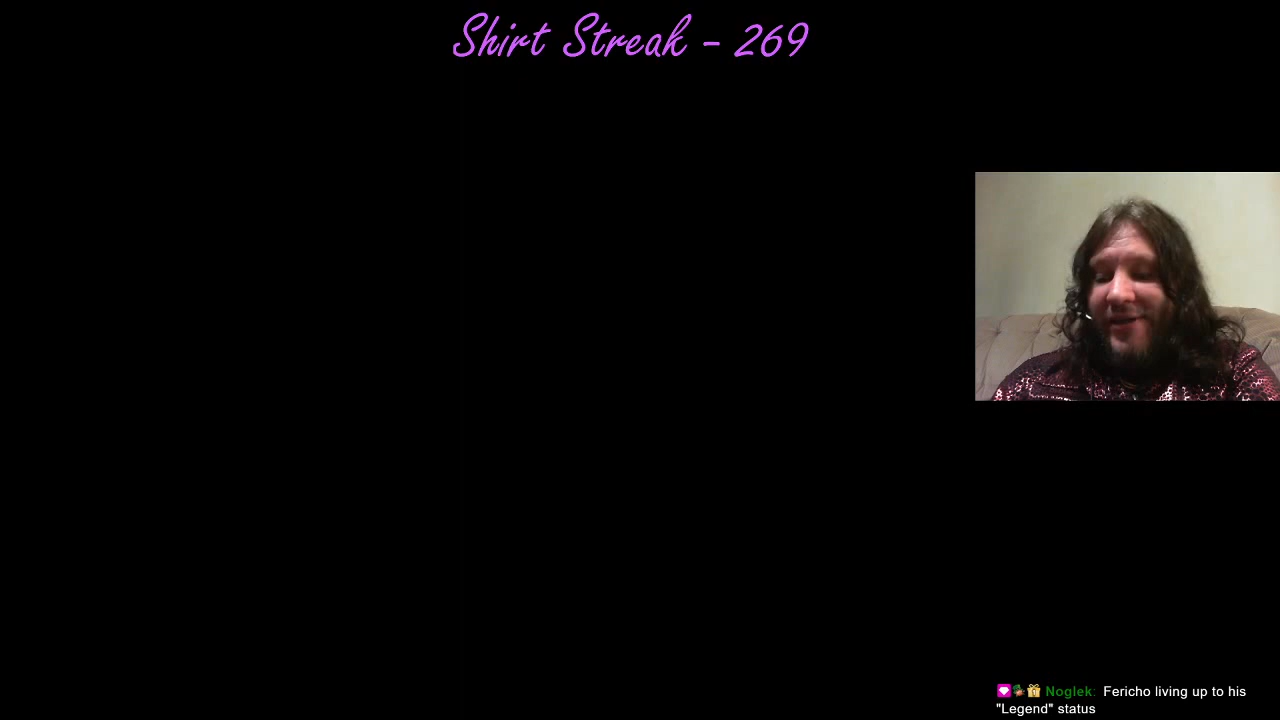 Shirt Streak - 269
Noglek: Fericho living up to his
"Legend" status